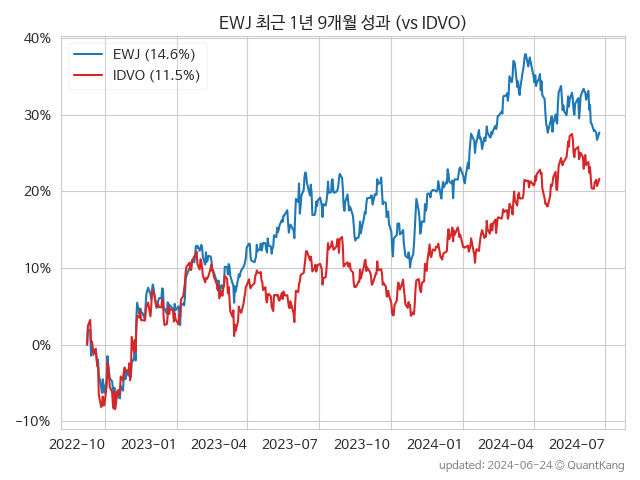 EWJ 최근 1년 9개월 성과 (vs IDVO)
EWJ (14.6%)
IDVO (11.5%)
40%
30%
20%
10%
0%
−10%
2022−10 2023−01 2023−04 2023−07 2023−10 2024−01 2024−04 2024−07
updated: 2024-06-24 © QuantKang